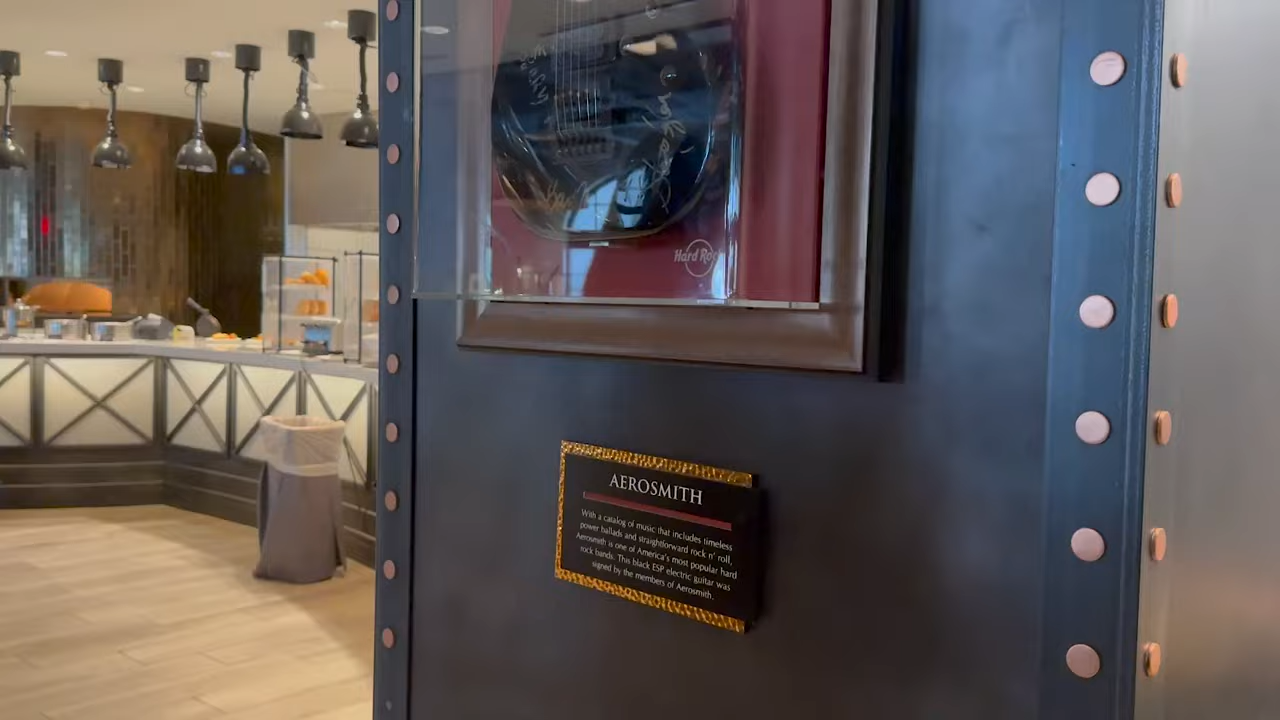 Hard Roc
AEROSMITH
With a catalog of music that includes timeless
power ballads and straightforward rock n' roll,
Aerosmith is one of America's most popular hard
rock bands. This black ESP electric guitar was
signed by the members of Aerosmith.